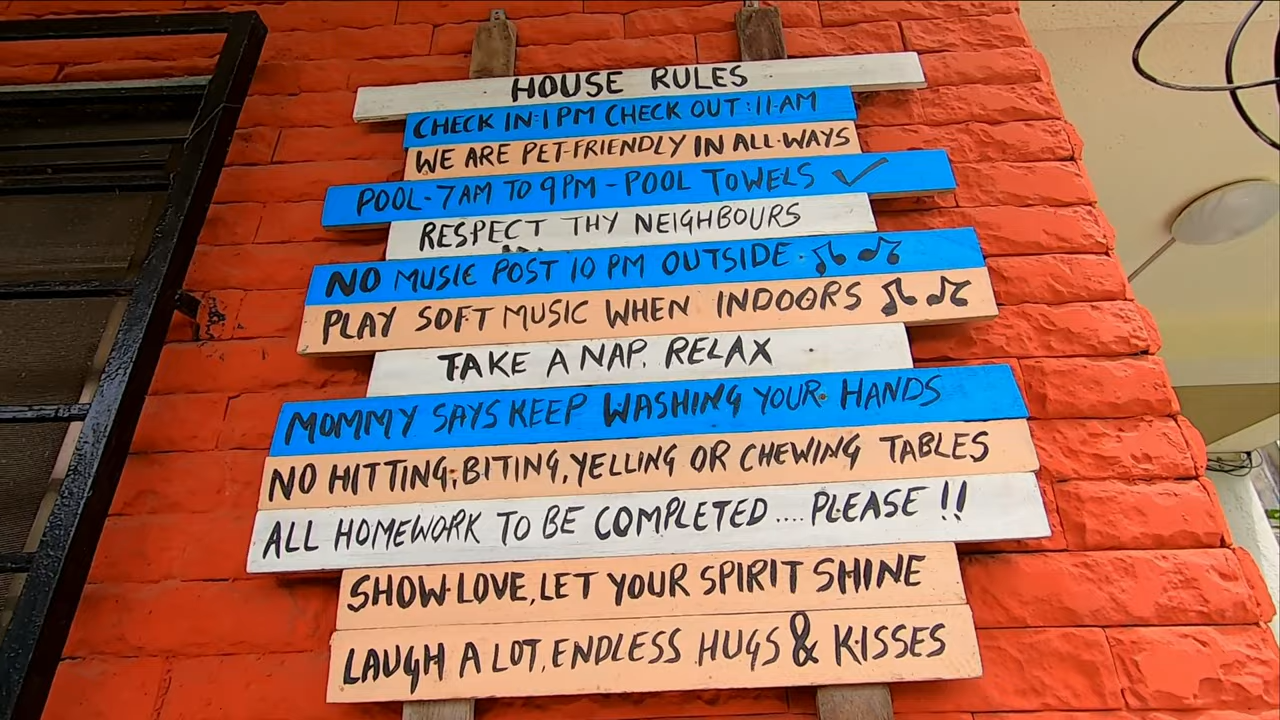 HOUSE RULES
CHECK IN:1PM CHECK OUT:11-AM
WE ARE PET-FRIENDLY IN ALL-WAYS
POOL-7AM TO 9PM-POOL TOWELS ✓
RESPECT THY NEIGHBOURS
NO MUSIC POST 10 PM OUTSIDE.
PLAY SOFT MUSIC WHEN INDOORS
TAKE A NAP. RELAX
MOMMY SAYS KEEP WASHING YOUR HANDS
NO HITTING,BITING,YELLING OR CHEWING TABLES
ALL HOMEWORK TO BE COMPLETED .... PLEASE !!
SHOW LOVE,LET YOUR SPIRIT SHINE
LAUGH A LOT,ENDLESS HUGS & KISSES